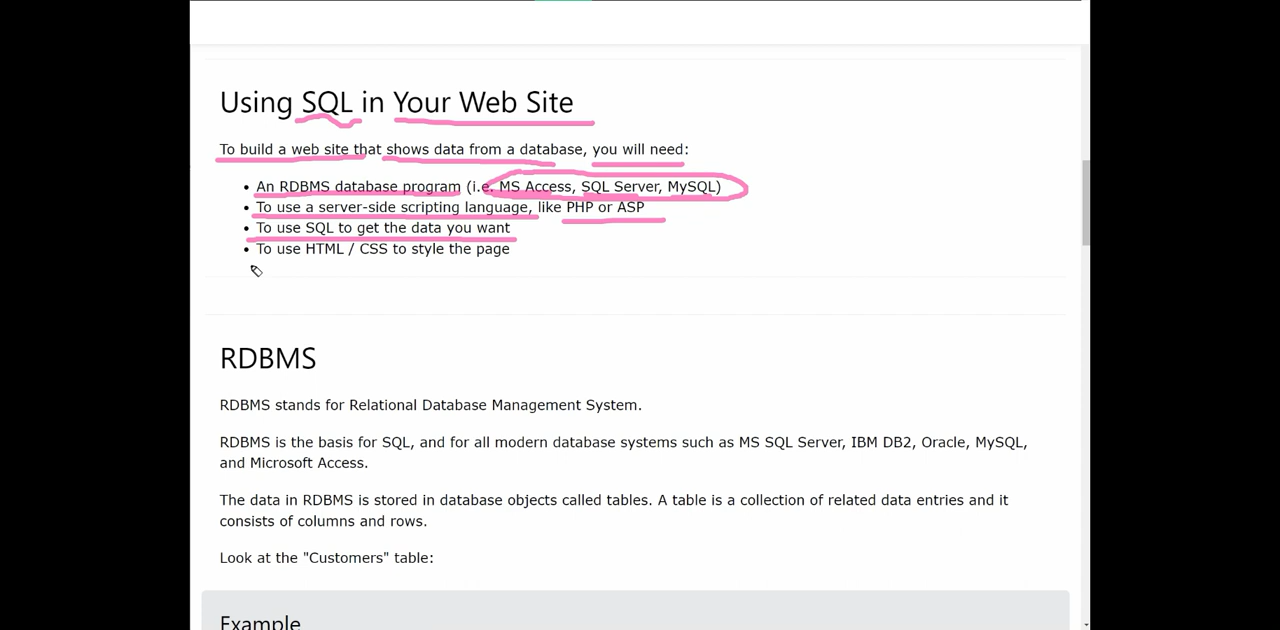 Using SQL in Your Web Site
To build a web site that shows data from a database, you will need:
• An RDBMS database program (i.e. MS Access, SQL Server, MySQL)
• To use a server-side scripting language, like PHP or ASP
• To use SQL to get the data you want
• To use HTML / CSS to style the page
RDBMS
RDBMS stands for Relational Database Management System.
RDBMS is the basis for SQL, and for all modern database systems such as MS SQL Server, IBM DB2, Oracle, MySQL,
and Microsoft Access.
The data in RDBMS is stored in database objects called tables. A table is a collection of related data entries and it
consists of columns and rows.
Look at the "Customers" table:
Example